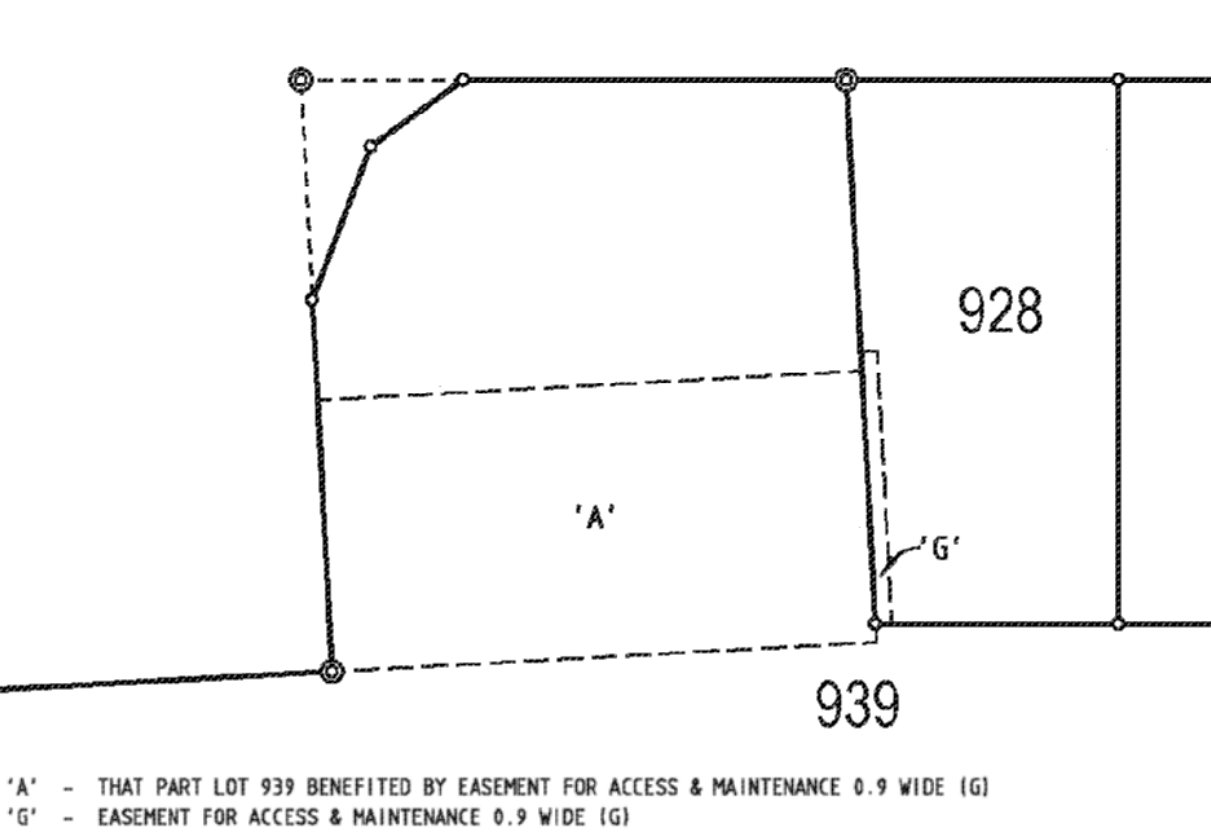 928
'A'
'G'
939
'A' - THAT PART LOT 939 BENEFITED BY EASEMENT FOR ACCESS & MAINTENANCE 0.9 WIDE (G)
'G' - EASEMENT FOR ACCESS & MAINTENANCE 0.9 WIDE (G)